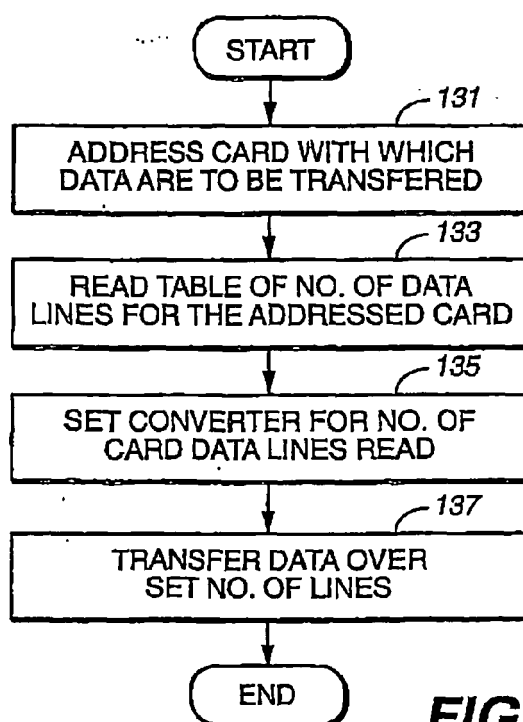 START
131
ADDRESS CARD WITH WHICH
DATA ARE TO BE TRANSFERED
133
READ TABLE OF NO. OF DATA
LINES FOR THE ADDRESSED CARD
135
SET CONVERTER FOR NO. OF
CARD DATA LINES READ
137
TRANSFER DATA OVER
SET NO. OF LINES
END
FIG